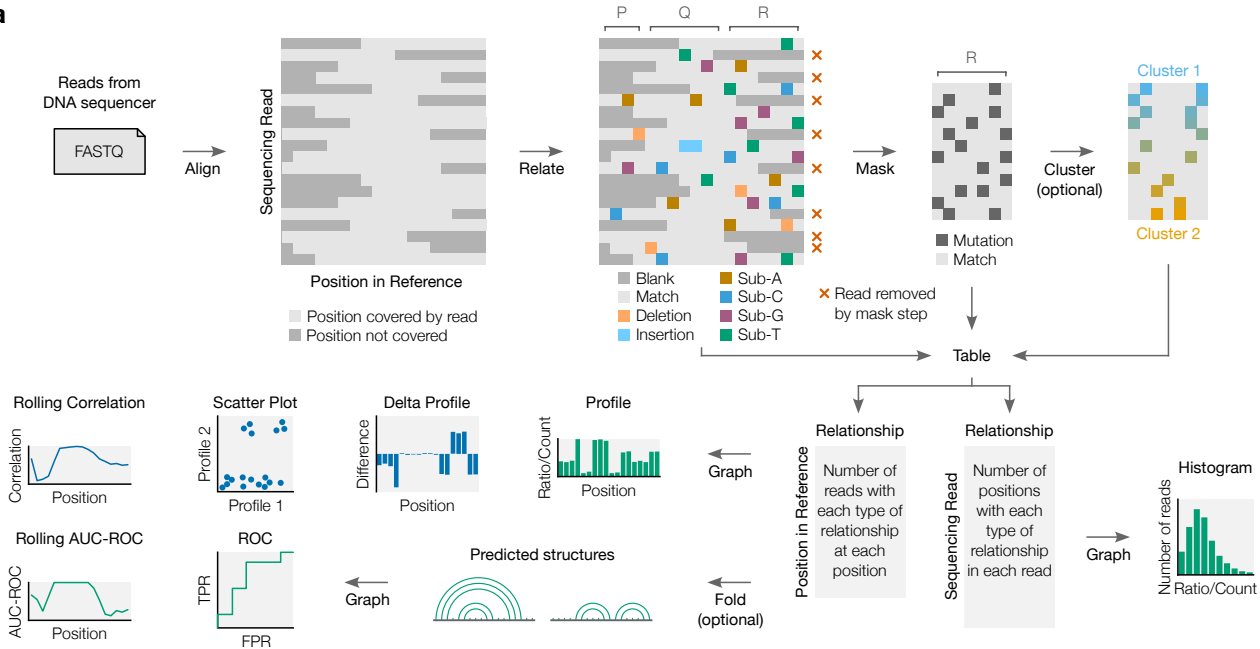 a
Reads from
DNA sequencer
FASTQ
Align
Sequencing Read
Position in Reference
Position covered by read
Position not covered
Relate
P
Q
R
Blank
Match
Deletion
Insertion
Sub-A
Sub-C
Sub-G
Sub-T
Read removed
by mask step
Mask
R
Mutation
Match
Cluster
(optional)
Cluster 1
Cluster 2
Table
Relationship
Position in Reference
Number of
reads with
each type of
relationship
at each
position
Relationship
Sequencing Read
Number of
positions
with each
type of
relationship
in each read
Graph
Histogram
Number of reads
Ratio/Count
Graph
Profile
Ratio/Count
Position
Delta Profile
Difference
Position
Scatter Plot
Profile 2
Profile 1
Rolling Correlation
Correlation
Position
Fold
(optional)
Predicted structures
Graph
ROC
TPR
FPR
Rolling AUC-ROC
AUC-ROC
Position